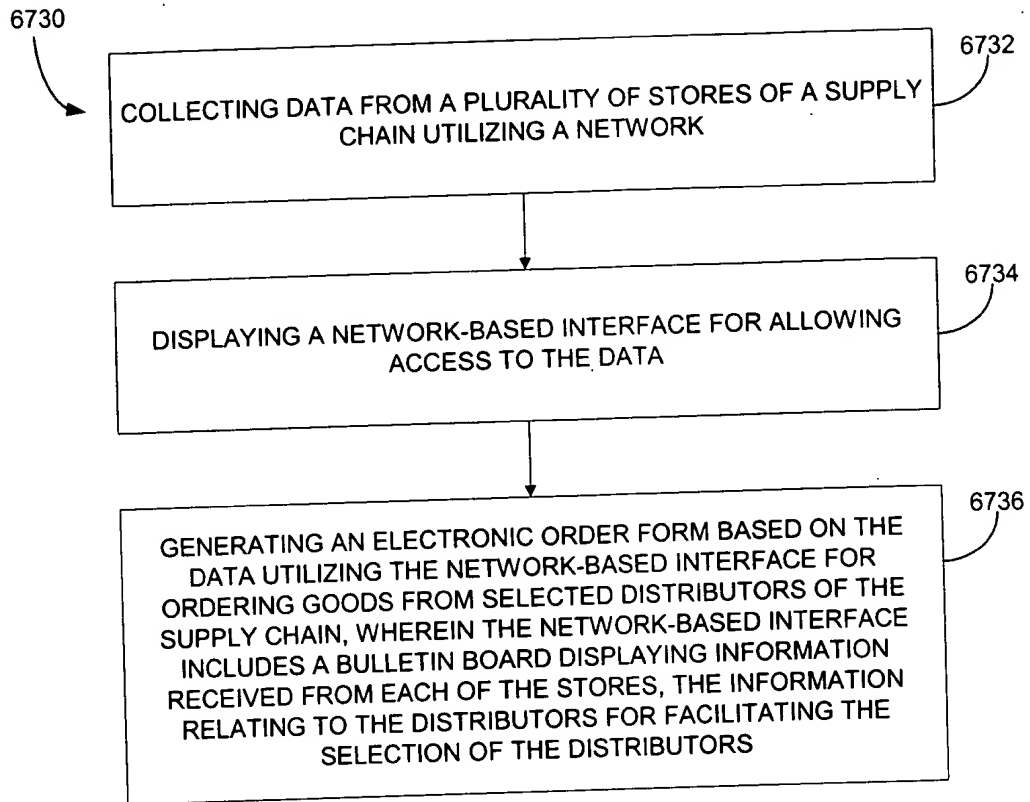 6730
6732
COLLECTING DATA FROM A PLURALITY OF STORES OF A SUPPLY
CHAIN UTILIZING A NETWORK
6734
DISPLAYING A NETWORK-BASED INTERFACE FOR ALLOWING
ACCESS TO THE DATA
6736
GENERATING AN ELECTRONIC ORDER FORM BASED ON THE
DATA UTILIZING THE NETWORK-BASED INTERFACE FOR
ORDERING GOODS FROM SELECTED DISTRIBUTORS OF THE
SUPPLY CHAIN, WHEREIN THE NETWORK-BASED INTERFACE
INCLUDES A BULLETIN BOARD DISPLAYING INFORMATION
RECEIVED FROM EACH OF THE STORES, THE INFORMATION
RELATING TO THE DISTRIBUTORS FOR FACILITATING THE
SELECTION OF THE DISTRIBUTORS